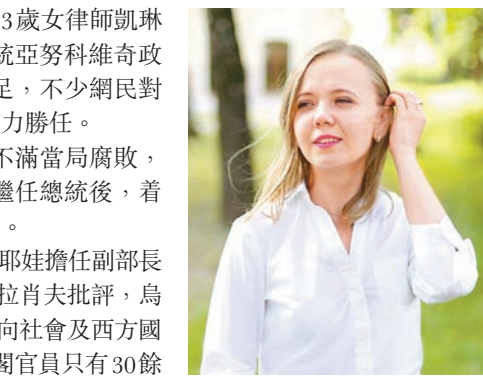 3歲女律師凱琳
統亞努科維奇政
足，不少網民對
力勝任。
不滿當局腐敗，
繼任總統後，着
。
耶娃擔任副部長
拉肖夫批評，烏
向社會及西方國
閣官員只有30餘